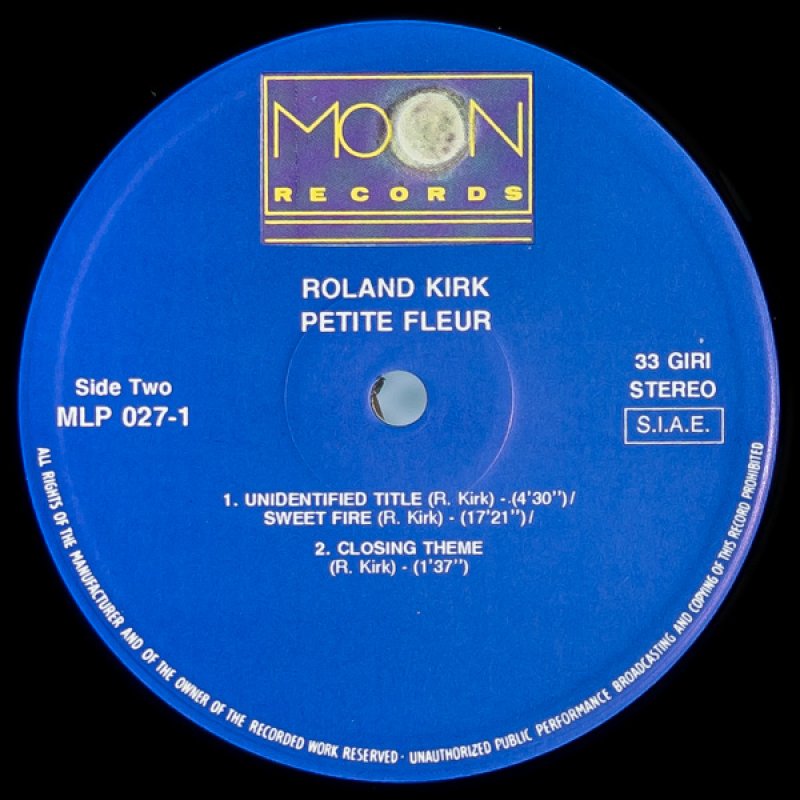 MOON
RECORDS
ROLAND KIRK
PETITE FLEUR
Side Two
MLP 027-1
33 GIRI
STEREO
S.I.A.E.
1. UNIDENTIFIED TITLE (R. Kirk) - (4'30'') /
SWEET FIRE (R. Kirk) - (17'21'') /
2. CLOSING THEME
(R. Kirk) - (1'37'')
ALL RIGHTS OF THE MANUFACTURER AND OF THE OWNER OF THE RECORDED WORK RESERVED - UNAUTHORIZED PUBLIC PERFORMANCE BROADCASTING AND COPYING OF THIS RECORD PROHIBITED